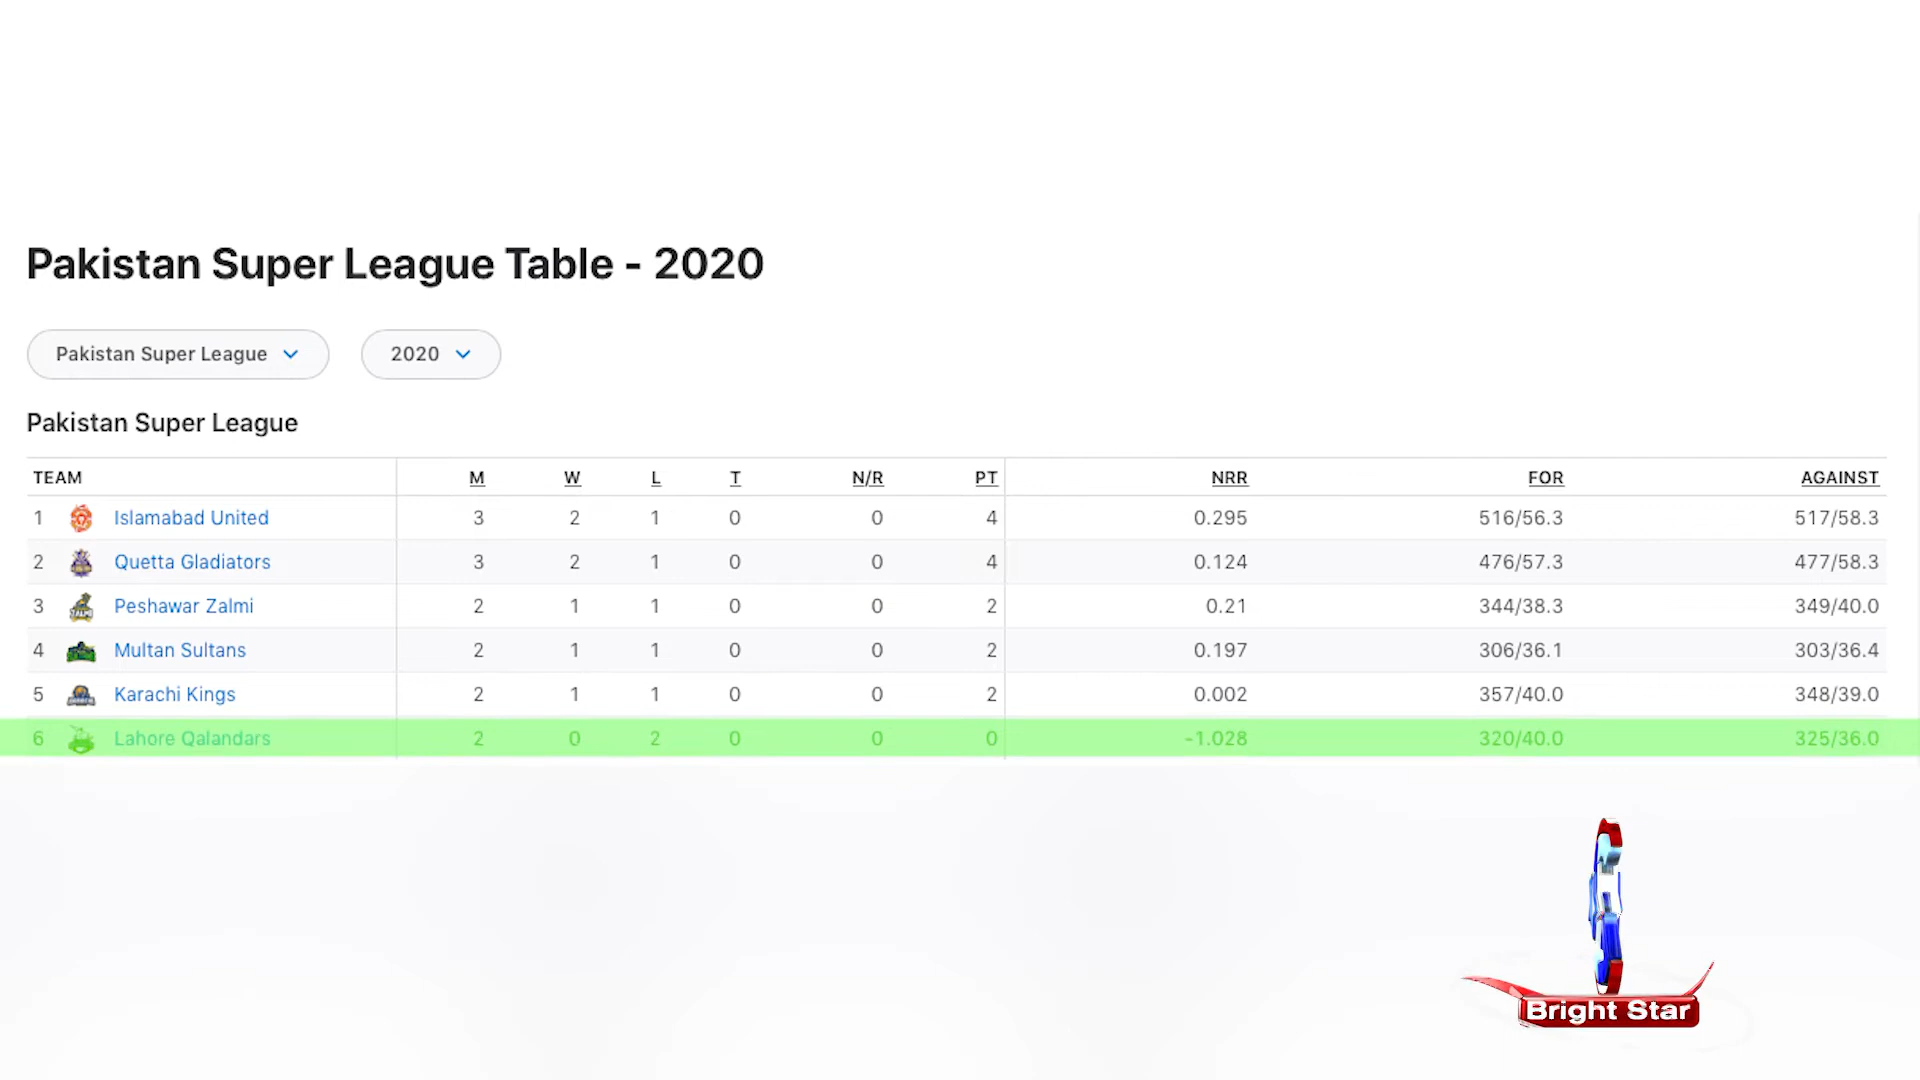 Pakistan Super League Table - 2020
Pakistan Super League 2020
Pakistan Super League
TEAM M W L T N/R PT NRR FOR AGAINST
1 Islamabad United 3 2 1 0 0 4 0.295 516/56.3 517/58.3
2 Quetta Gladiators 3 2 1 0 0 4 0.124 476/57.3 477/58.3
3 Peshawar Zalmi 2 1 1 0 0 2 0.21 344/38.3 349/40.0
4 Multan Sultans 2 1 1 0 0 2 0.197 306/36.1 303/36.4
5 Karachi Kings 2 1 1 0 0 2 0.002 357/40.0 348/39.0
6 Lahore Qalandars 2 0 2 0 0 0 -1.028 320/40.0 325/36.0
Bright Star